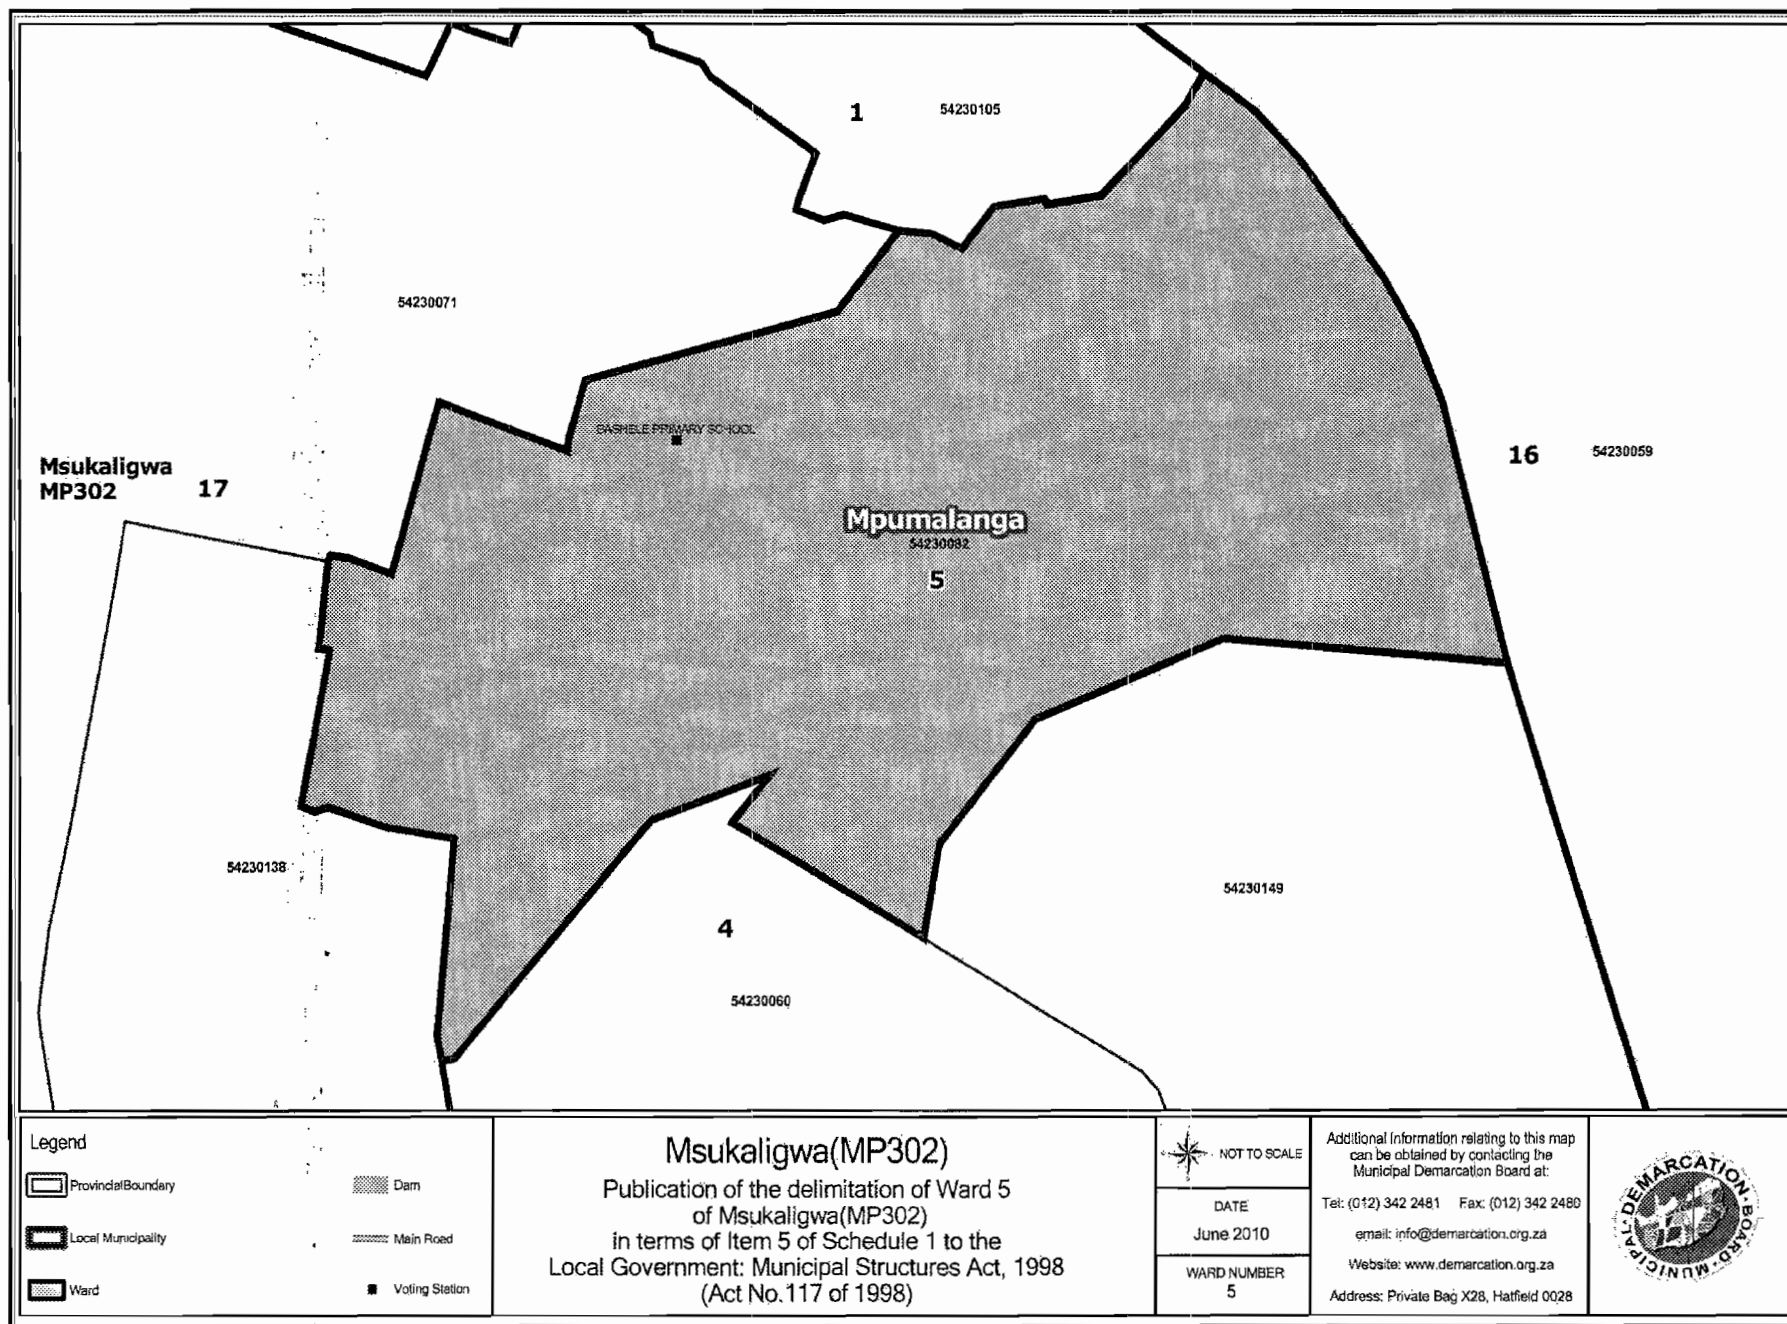 1
54230105
54230071
BASHELE PRIMARY SCHOOL
Msukaligwa
MP302
17
16
54230059
Mpumalanga
54230082
5
54230138
54230149
4
54230060
Legend
Provincial Boundary
Local Municipality
Ward
Dam
Main Road
Voting Station
Msukaligwa(MP302)
Publication of the delimitation of Ward 5
of Msukaligwa(MP302)
in terms of Item 5 of Schedule 1 to the
Local Government: Municipal Structures Act, 1998
(Act No.117 of 1998)
NOT TO SCALE
DATE
June 2010
WARD NUMBER
5
Additional Information relating to this map
can be obtained by contacting the
Municipal Demarcation Board at:
Tel: (012) 342 2481 Fax: (012) 342 2480
email: info@demarcation.org.za
Website: www.demarcation.org.za
Address: Private Bag X28, Hatfield 0028
MUNICIPAL DEMARCATION BOARD